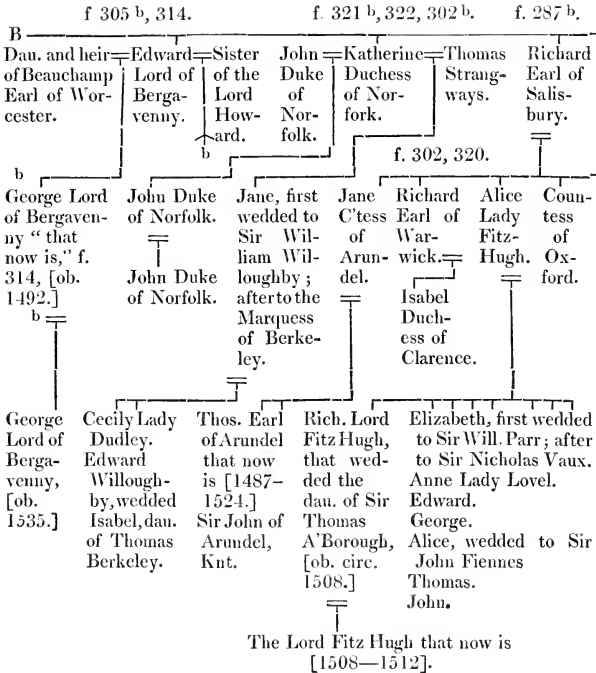 f 305 b, 314. f. 321 b, 322, 302 b. f. 287 b.
B
Dau. and heir
of Beauchamp
Earl of Wor-
cester.
Edward
Lord of
Berga-
venny.
Sister
of the
Lord
How-
ard.
b
John
Duke
of
Nor-
folk.
Katherine
Duchess
of Nor-
fork.
Thomas
Strang-
ways.
Richard
Earl of
Salis-
bury.
f. 302, 320.
b
George Lord
of Bergaven-
ny “ that
now is,” f.
314, [ob.
1492.]
b
John Duke
of Norfolk.
John Duke
of Norfolk.
Jane, first
wedded to
Sir Wil-
liam Wil-
loughby ;
after to the
Marquess
of Berke-
ley.
Jane
C'tess
of
Arun-
del.
Richard
Earl of
War-
wick.
Isabel
Duch-
ess of
Clarence.
Alice
Lady
Fitz-
Hugh.
Coun-
tess
of
Ox-
ford.
George
Lord of
Berga-
venny,
[ob.
1535.]
Cecily Lady
Dudley.
Edward
Willough-
by, wedded
Isabel, dau.
of Thomas
Berkeley.
Thos. Earl
of Arundel
that now
is [1487–
1524.]
Sir John of
Arundel,
Knt.
Rich. Lord
Fitz Hugh,
that wed-
ded the
dau. of Sir
Thomas
A'Borough,
[ob. circ.
1508.]
Elizabeth, first wedded
to Sir Will. Parr; after
to Sir Nicholas Vaux.
Anne Lady Lovel.
Edward.
George.
Alice, wedded to Sir
John Fiennes
Thomas.
John.
The Lord Fitz Hugh that now is
[1508—1512].